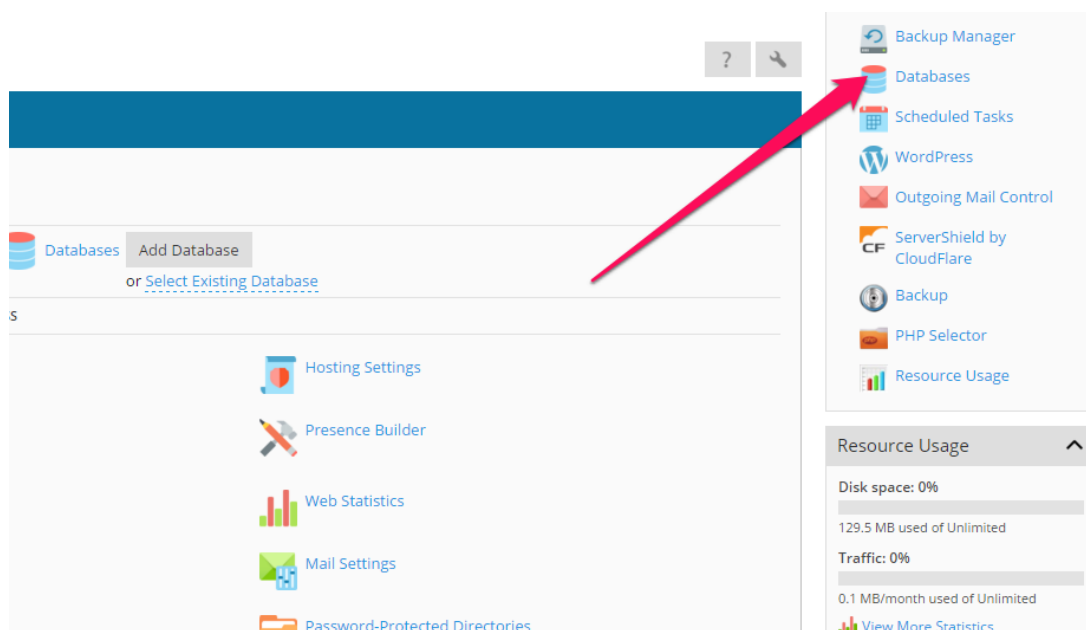 ?
Databases Add Database
or Select Existing Database
ss
Hosting Settings
Presence Builder
Web Statistics
Mail Settings
Password-Protected Directories
Backup Manager
Databases
Scheduled Tasks
WordPress
Outgoing Mail Control
CF
ServerShield by
CloudFlare
Backup
PHP Selector
Resource Usage
Resource Usage
Disk space: 0%
129.5 MB used of Unlimited
Traffic: 0%
0.1 MB/month used of Unlimited
View More Statistics